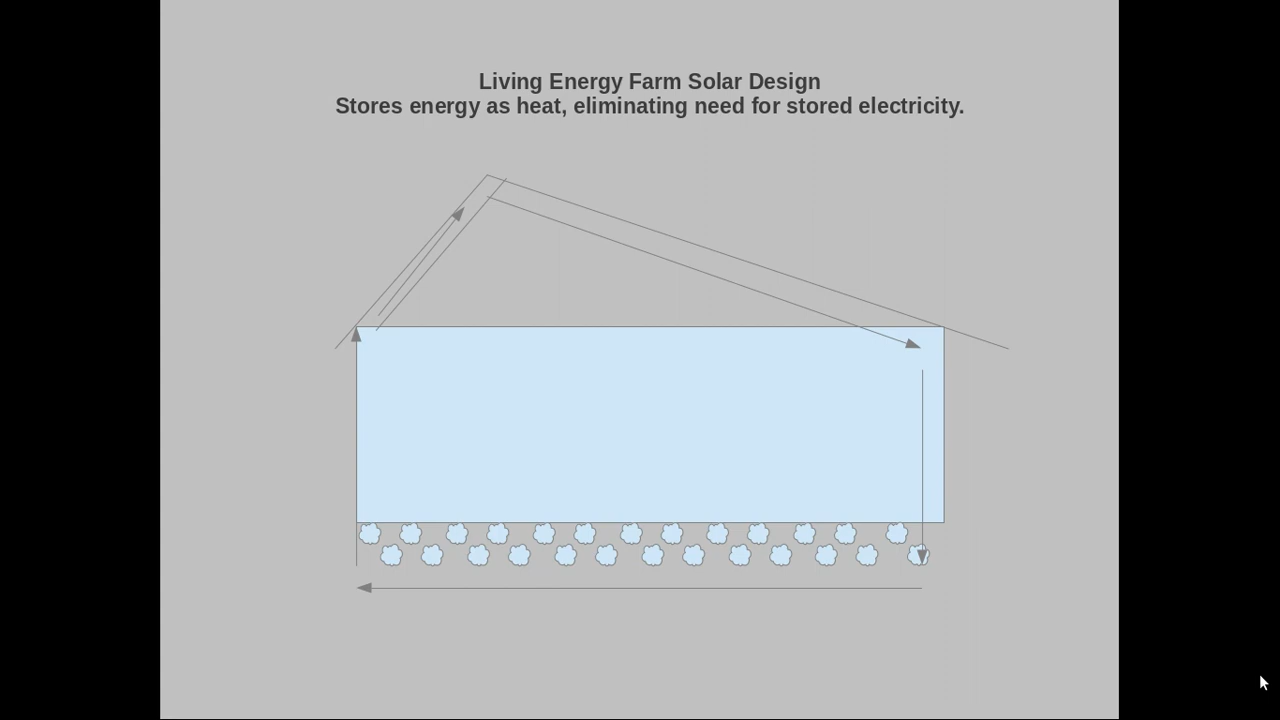 Living Energy Farm Solar Design
Stores energy as heat, eliminating need for stored electricity.